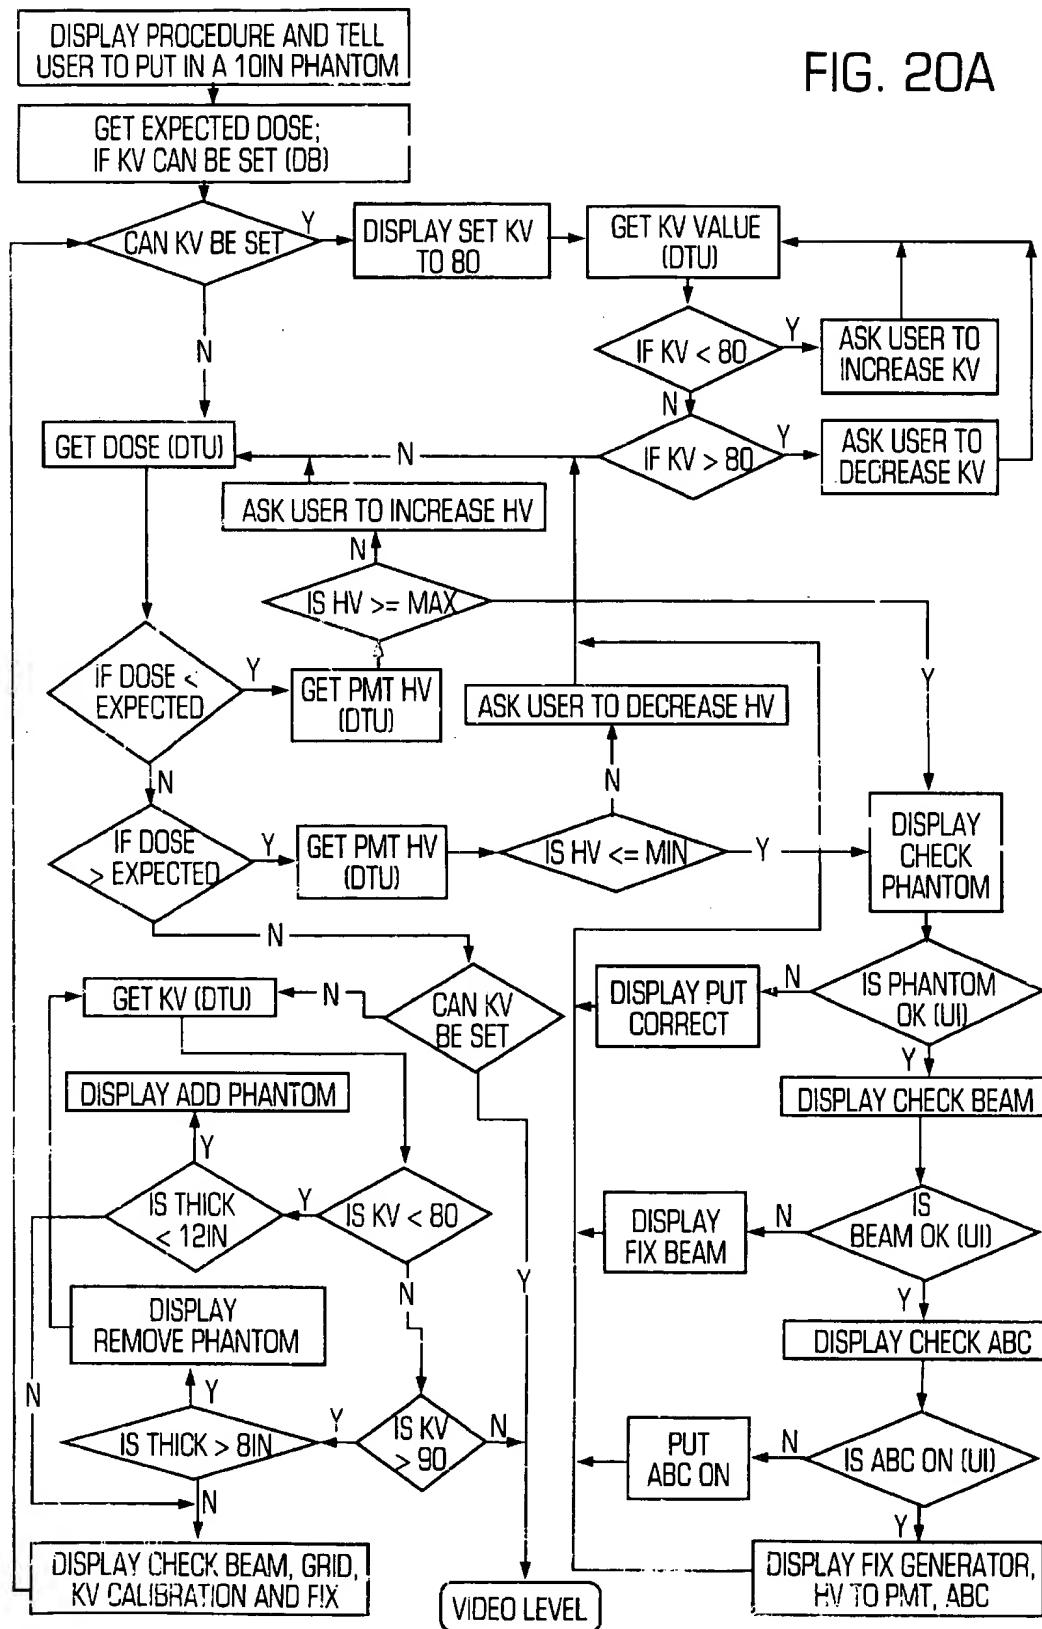 FIG. 20A
DISPLAY PROCEDURE AND TELL
USER TO PUT IN A 10IN PHANTOM
GET EXPECTED DOSE;
IF KV CAN BE SET (DB)
CAN KV BE SET
Y
DISPLAY SET KV
TO 80
GET KV VALUE
(DTU)
N
IF KV < 80
Y
ASK USER TO
INCREASE KV
N
GET DOSE (DTU)
N
IF KV > 80
Y
ASK USER TO
DECREASE KV
ASK USER TO INCREASE HV
N
IS HV >= MAX
Y
IF DOSE <
EXPECTED
Y
GET PMT HV
(DTU)
ASK USER TO DECREASE HV
N
N
IF DOSE
> EXPECTED
Y
GET PMT HV
(DTU)
IS HV <= MIN
Y
DISPLAY
CHECK
PHANTOM
N
GET KV (DTU)
N
CAN KV
BE SET
DISPLAY PUT
CORRECT
N
IS PHANTOM
OK (UI)
Y
DISPLAY ADD PHANTOM
DISPLAY CHECK BEAM
Y
IS THICK
< 12IN
Y
IS KV < 80
DISPLAY
FIX BEAM
N
IS
BEAM OK (UI)
Y
N
Y
DISPLAY
REMOVE PHANTOM
DISPLAY CHECK ABC
N
Y
IS THICK > 8IN
Y
IS KV
> 90
N
PUT
ABC ON
N
IS ABC ON (UI)
N
Y
DISPLAY CHECK BEAM, GRID,
KV CALIBRATION AND FIX
VIDEO LEVEL
DISPLAY FIX GENERATOR,
HV TO PMT, ABC